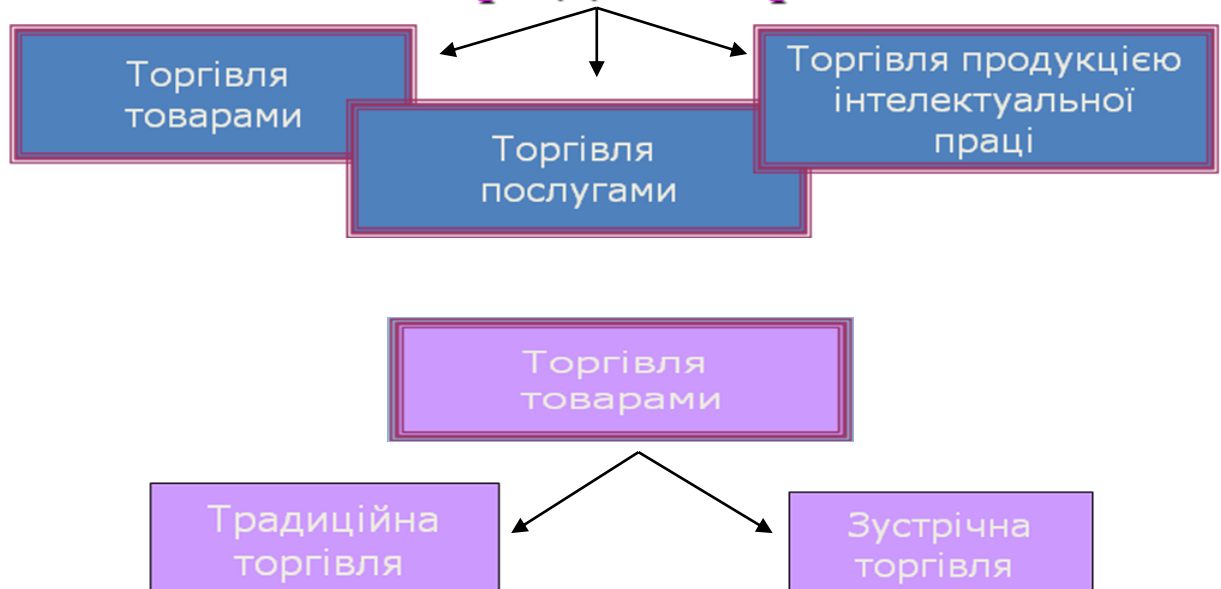 Торгівля
товарами
Торгівля
послугами
Торгівля продукцією
інтелектуальної
праці
Торгівля
товарами
Традиційна
торгівля
Зустрічна
торгівля